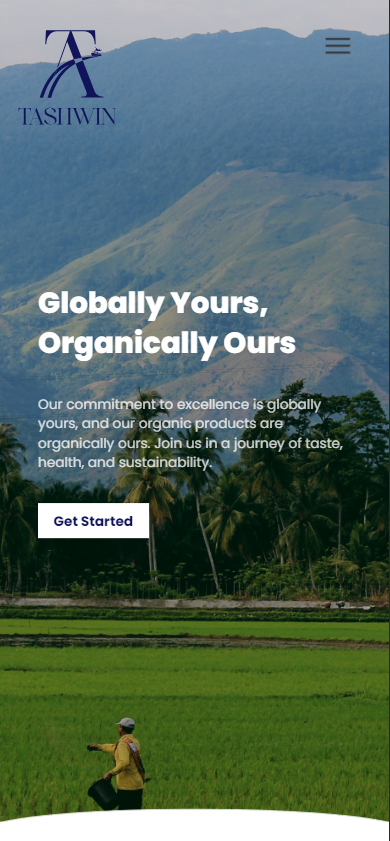 TASHWIN
Globally Yours,
Organically Ours
Our commitment to excellence is globally
yours, and our organic products are
organically ours. Join us in a journey of taste,
health, and sustainability.
Get Started